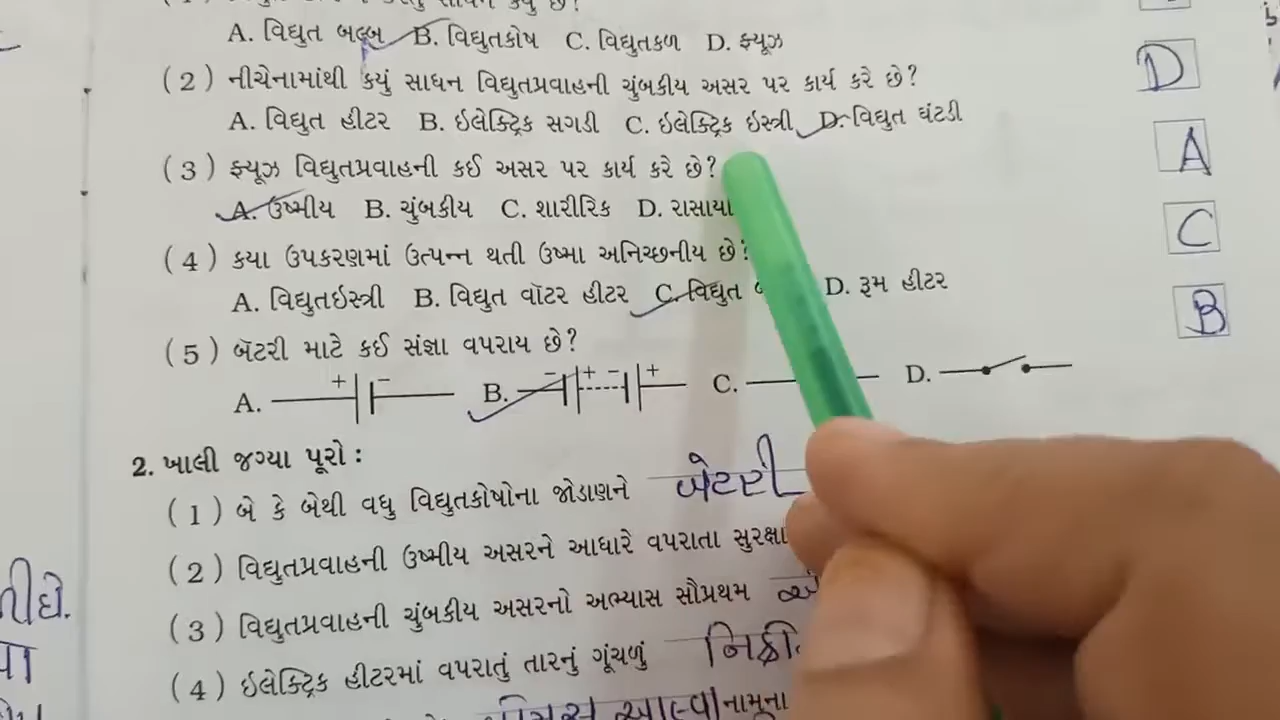 A. વિદ્યુત બલ્બ B. વિદ્યુતકોષ C. વિદ્યુતકળ D. ફ્યૂઝ
(2) નીચેનામાંથી કયું સાધન વિદ્યુતપ્રવાહની ચુંબકીય અસર પર કાર્ય કરે છે? D
A. વિદ્યુત હીટર B. ઇલેક્ટ્રિક સગડી C. ઇલેક્ટ્રિક ઇસ્ત્રી D. વિદ્યુત ઘંટડી
(3) ફ્યૂઝ વિદ્યુતપ્રવાહની કઈ અસર પર કાર્ય કરે છે? A
A. ઉષ્મીય B. ચુંબકીય C. શારીરિક D. રાસાય
(4) કયા ઉપકરણમાં ઉત્પન્ન થતી ઉષ્મા અનિચ્છનીય છે? C
A. વિદ્યુતઇસ્ત્રી B. વિદ્યુત વૉટર હીટર C. વિદ્યુત D. રૂમ હીટર
(5) બૅટરી માટે કઈ સંજ્ઞા વપરાય છે? B
A. + − B. − + − + C. D.
2. ખાલી જગ્યા પૂરો :
(1) બે કે બેથી વધુ વિદ્યુતકોષોના જોડાણને બેટરી
(2) વિદ્યુતપ્રવાહની ઉષ્મીય અસરને આધારે વપરાતા સુરક્ષા
(3) વિદ્યુતપ્રવાહની ચુંબકીય અસરનો અભ્યાસ સૌપ્રથમ
(4) ઇલેક્ટ્રિક હીટરમાં વપરાતું તારનું ગૂંચળું
નામૂના